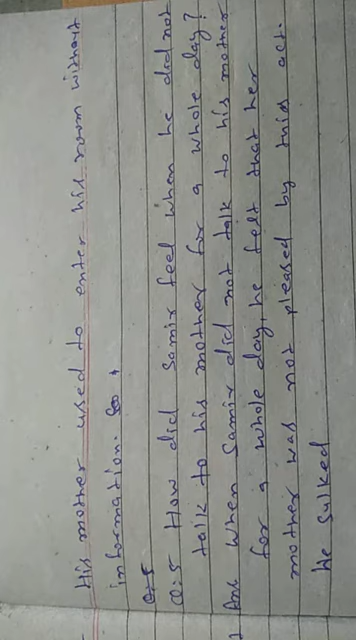 His mother used to enter his room without
information.
Q:5 How did Samir feel when he did not
talk to his mother for a whole day?
Ans When Samir did not talk to his mother
for a whole day, he felt that her
mother was not pleased by this act.
He sulked